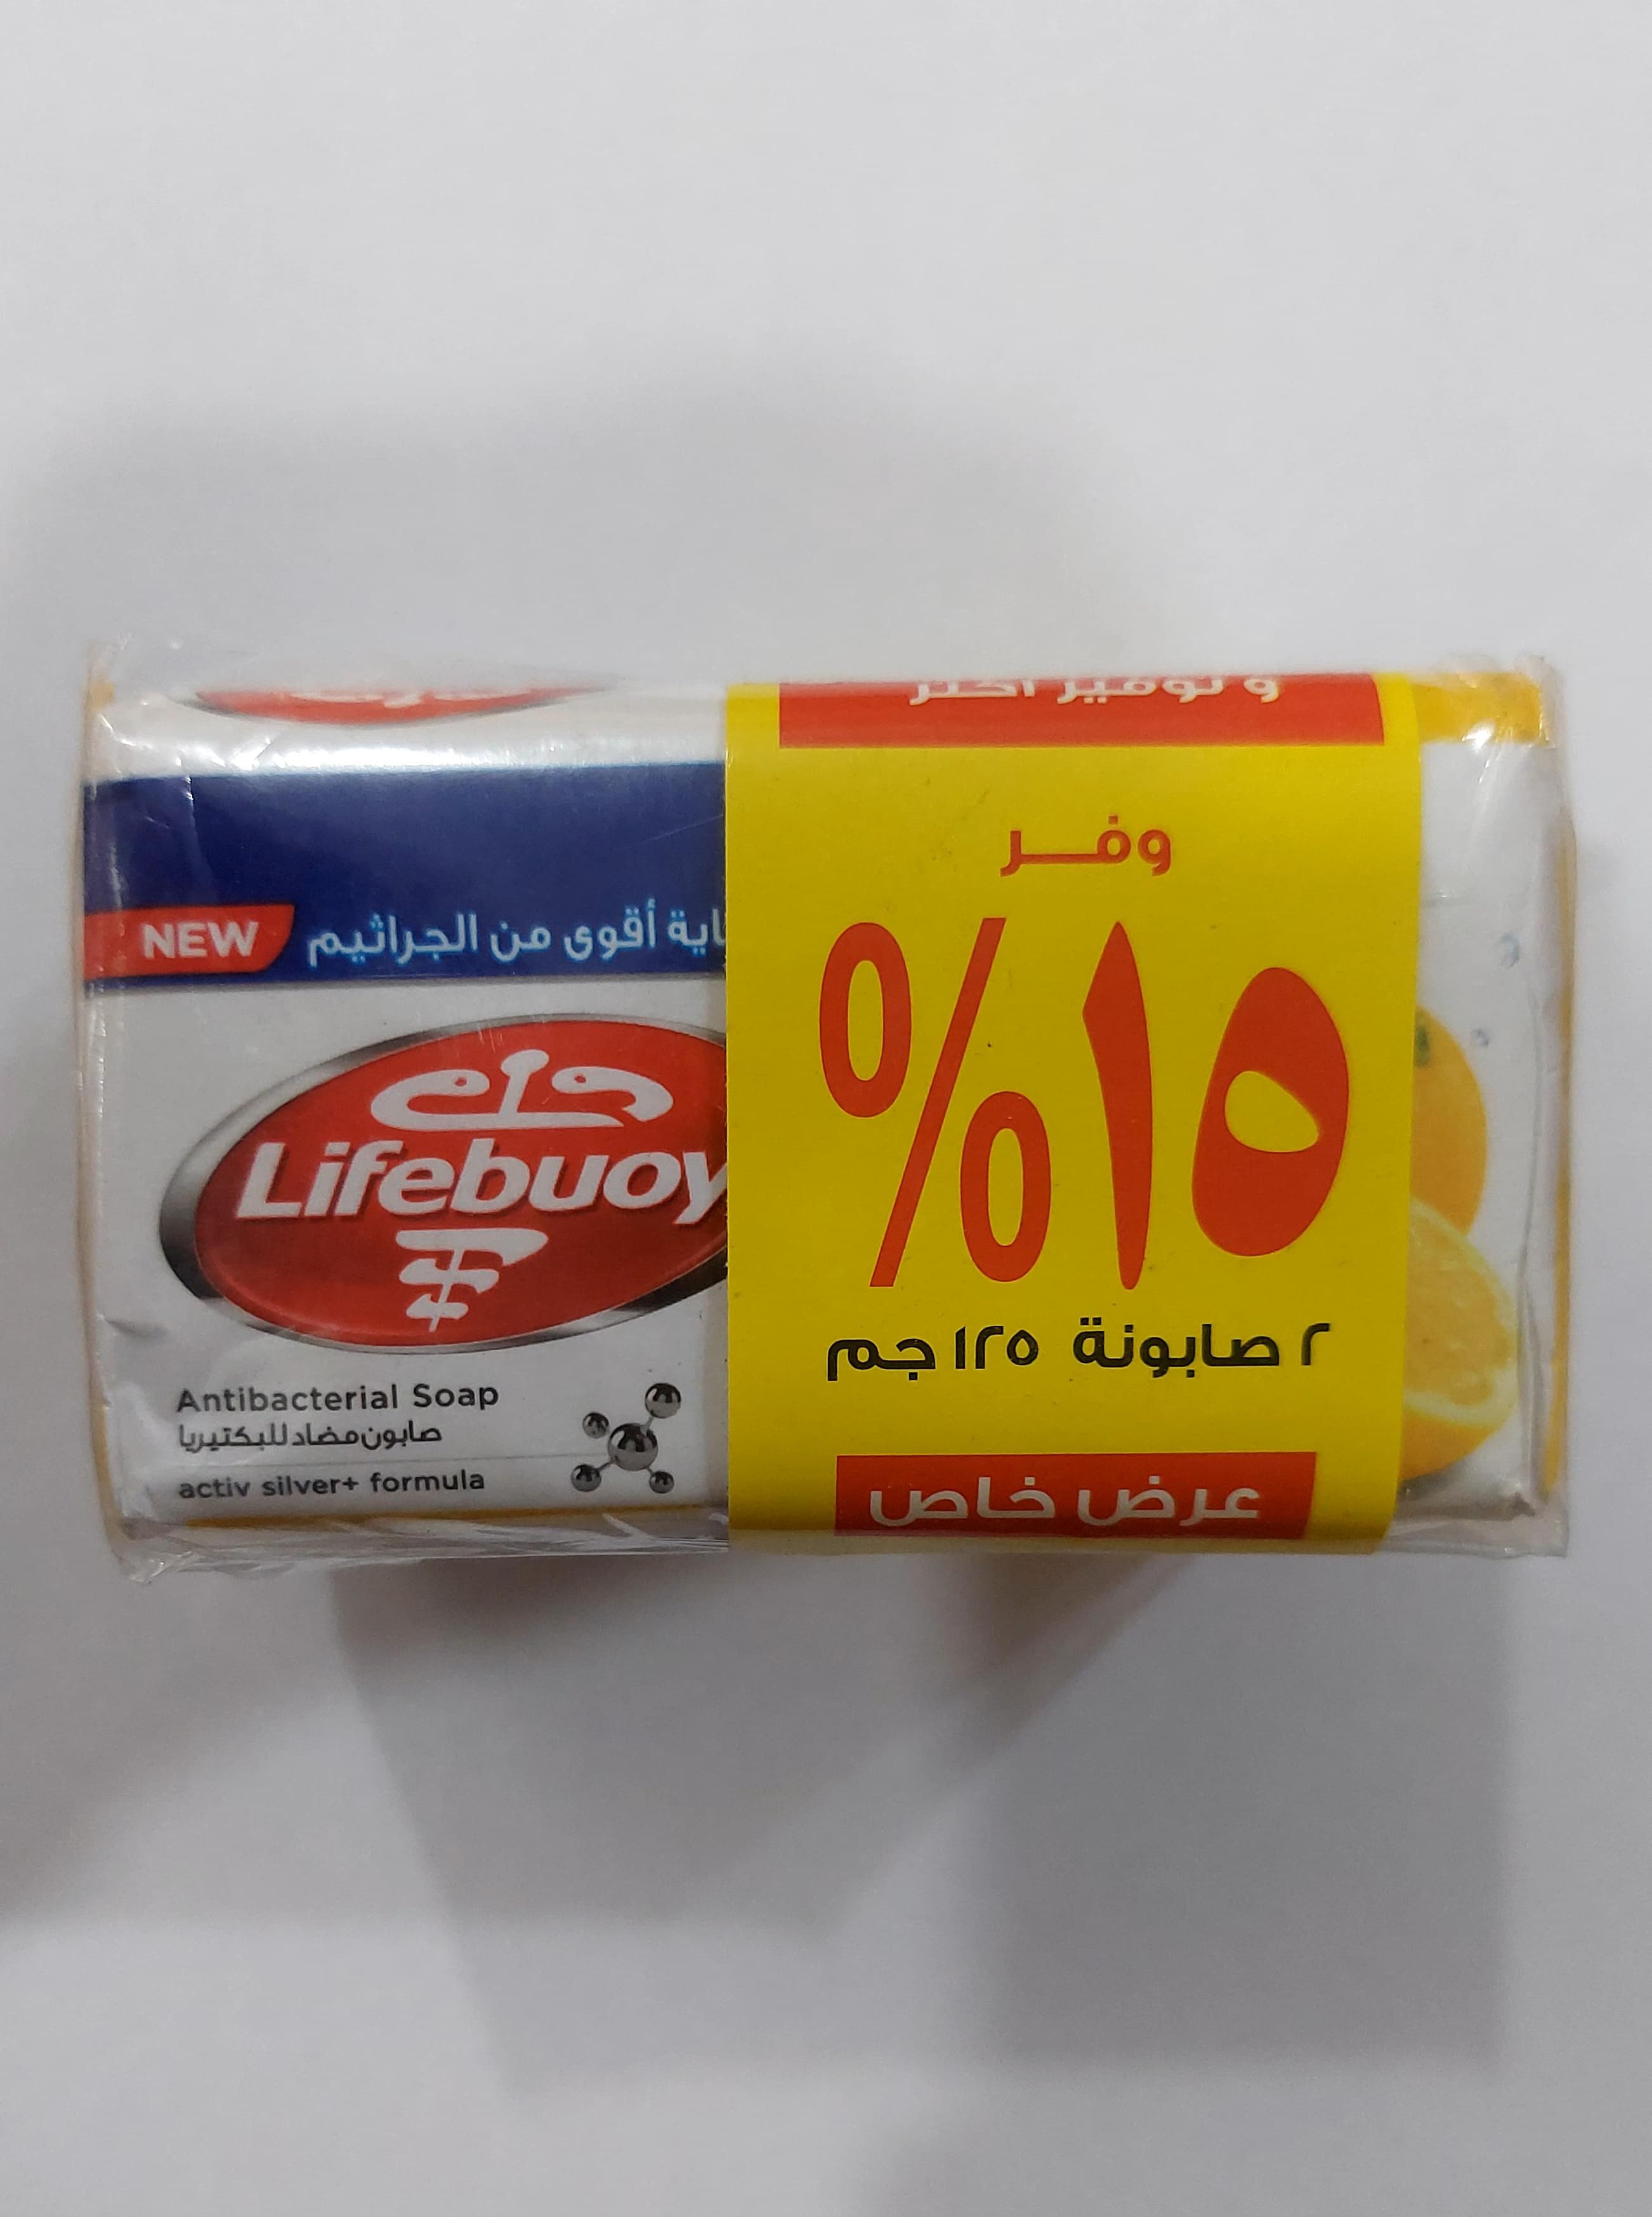 و توفير أكثر
وفر
%١٥
٢ صابونة ١٢٥ جم
عرض خاص
NEW
أقوى من الجراثيم
Lifebuoy
Antibacterial Soap
صابون مضاد للبكتيريا
activ silver+ formula